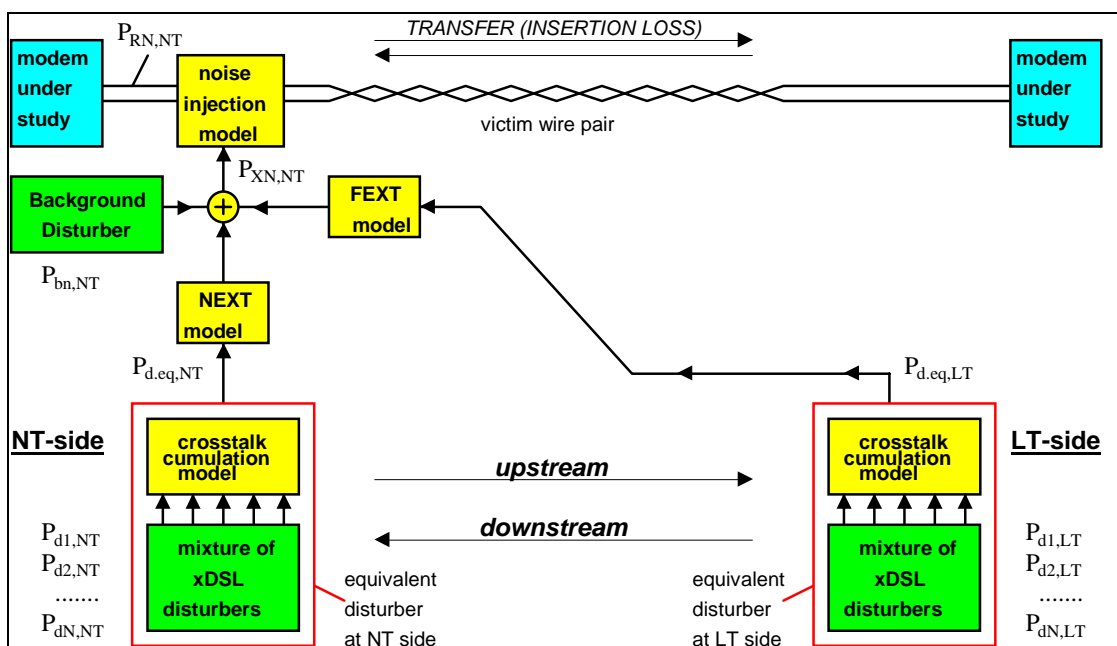 TRANSFER (INSERTION LOSS)
P_RN,NT
modem
under
study
noise
injection
model
victim wire pair
modem
under
study
P_XN,NT
Background
Disturber
FEXT
model
P_bn,NT
NEXT
model
P_d.eq,NT
P_d.eq,LT
NT-side
crosstalk
cumulation
model
upstream
crosstalk
cumulation
model
LT-side
downstream
P_d1,NT
P_d2,NT
.......
P_dN,NT
mixture of
xDSL
disturbers
equivalent
disturber
at NT side
equivalent
disturber
at LT side
mixture of
xDSL
disturbers
P_d1,LT
P_d2,LT
.......
P_dN,LT